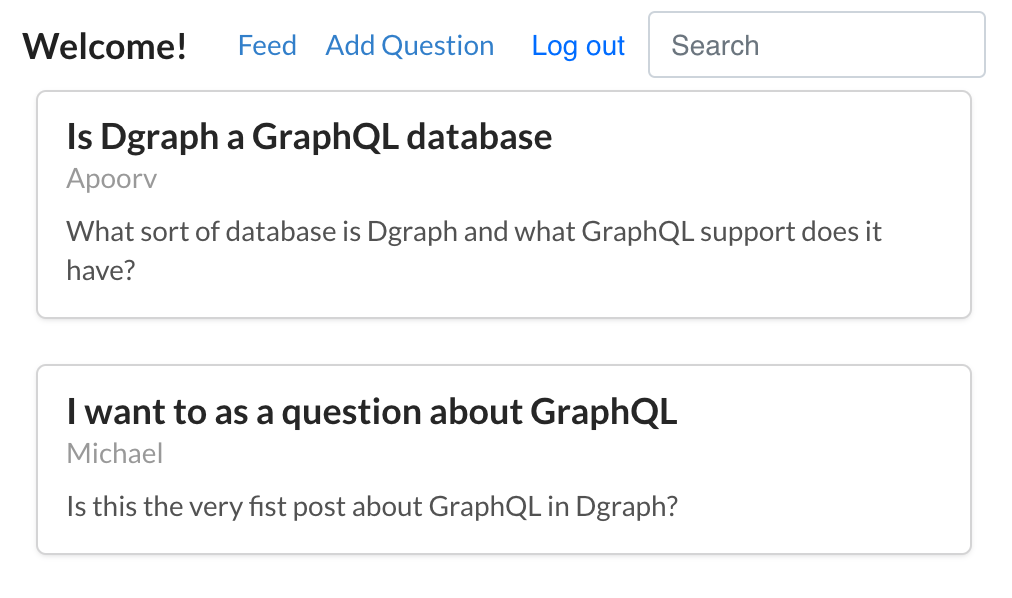 Welcome! Feed Add Question Log out Search
Is Dgraph a GraphQL database
Apoorv
What sort of database is Dgraph and what GraphQL support does it
have?
I want to as a question about GraphQL
Michael
Is this the very fist post about GraphQL in Dgraph?